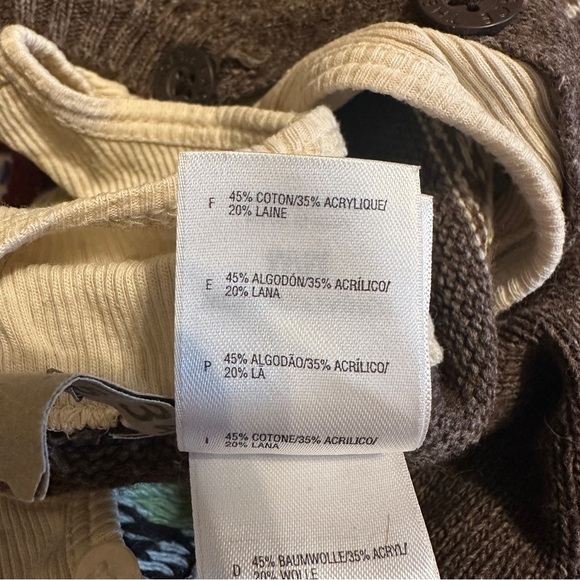 F 45% COTON/35% ACRYLIQUE/
20% LAINE
E 45% ALGODÓN/35% ACRÍLICO/
20% LANA
P 45% ALGODÃO/35% ACRÍLICO/
20% LA
I 45% COTONE/35% ACRILICO/
20% LANA
D 45% BAUMWOLLE/35% ACRYL/
20% WOLLE